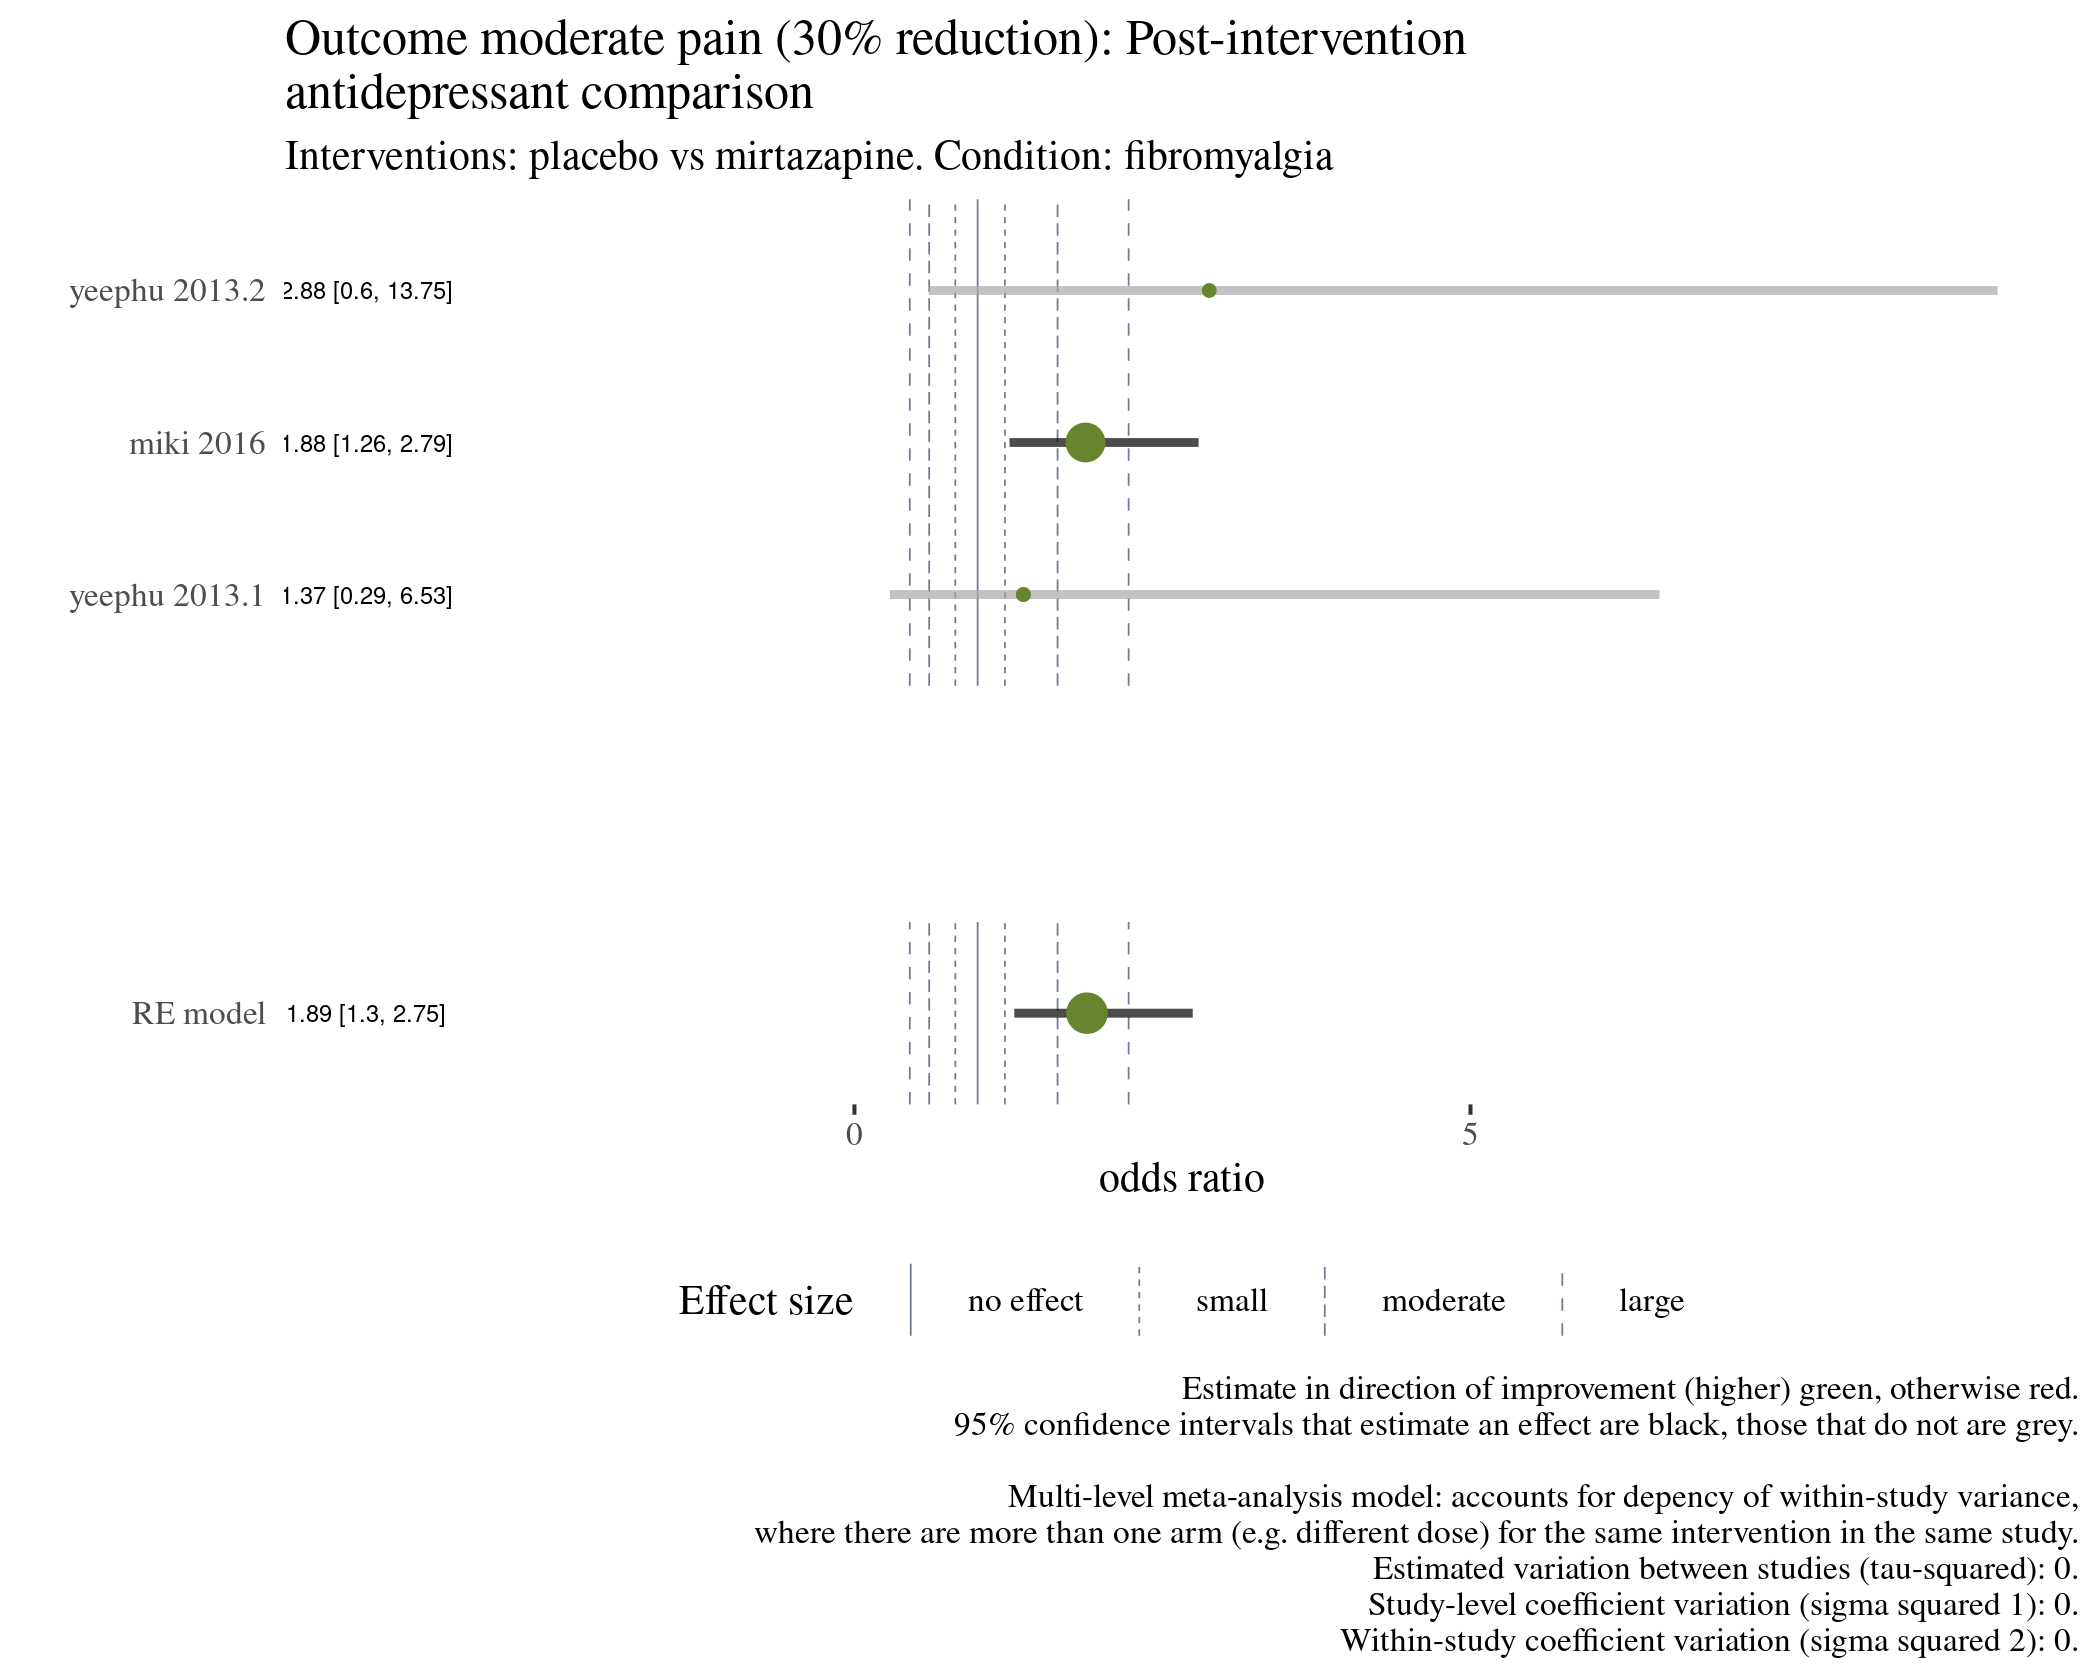 Outcome moderate pain (30% reduction): Post-intervention
antidepressant comparison
Interventions: placebo vs mirtazapine. Condition: fibromyalgia
yeephu 2013.2 2.88 [0.6, 13.75]
miki 2016 1.88 [1.26, 2.79]
yeephu 2013.1 1.37 [0.29, 6.53]
RE model 1.89 [1.3, 2.75]
0 5
odds ratio
Effect size no effect small moderate large
Estimate in direction of improvement (higher) green, otherwise red.
95% confidence intervals that estimate an effect are black, those that do not are grey.
Multi-level meta-analysis model: accounts for depency of within-study variance,
where there are more than one arm (e.g. different dose) for the same intervention in the same study.
Estimated variation between studies (tau-squared): 0.
Study-level coefficient variation (sigma squared 1): 0.
Within-study coefficient variation (sigma squared 2): 0.